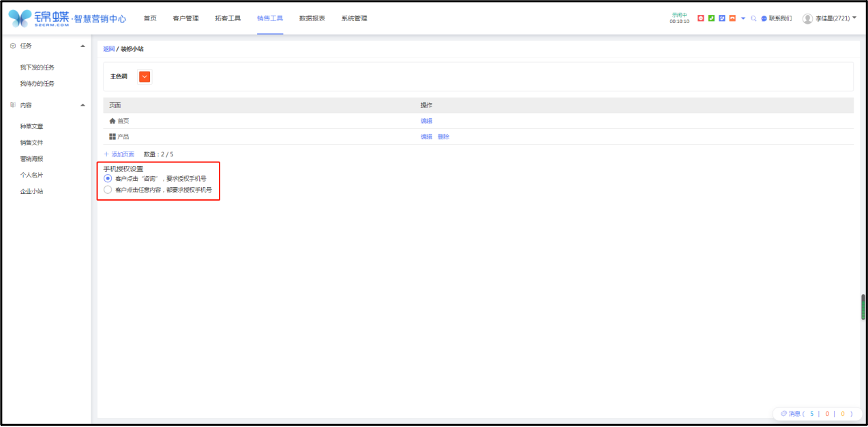 锦蝶·智慧营销中心 首页 客户管理 拓客工具 销售工具 数据报表 系统管理 00:10:10 联系我们 李佳星(2721)
任务
我下发的任务
我待办的任务
内容
种草文章
销售文件
营销海报
个人名片
企业小站
返回 / 装修小站
主色调
页面 操作
首页 编辑
产品 编辑 删除
+ 添加页面 数量：2 / 5
手机授权设置
客户点击“咨询”，要求授权手机号
客户点击任意内容，都要求授权手机号
消息 ( 5 | 0 | 0 )